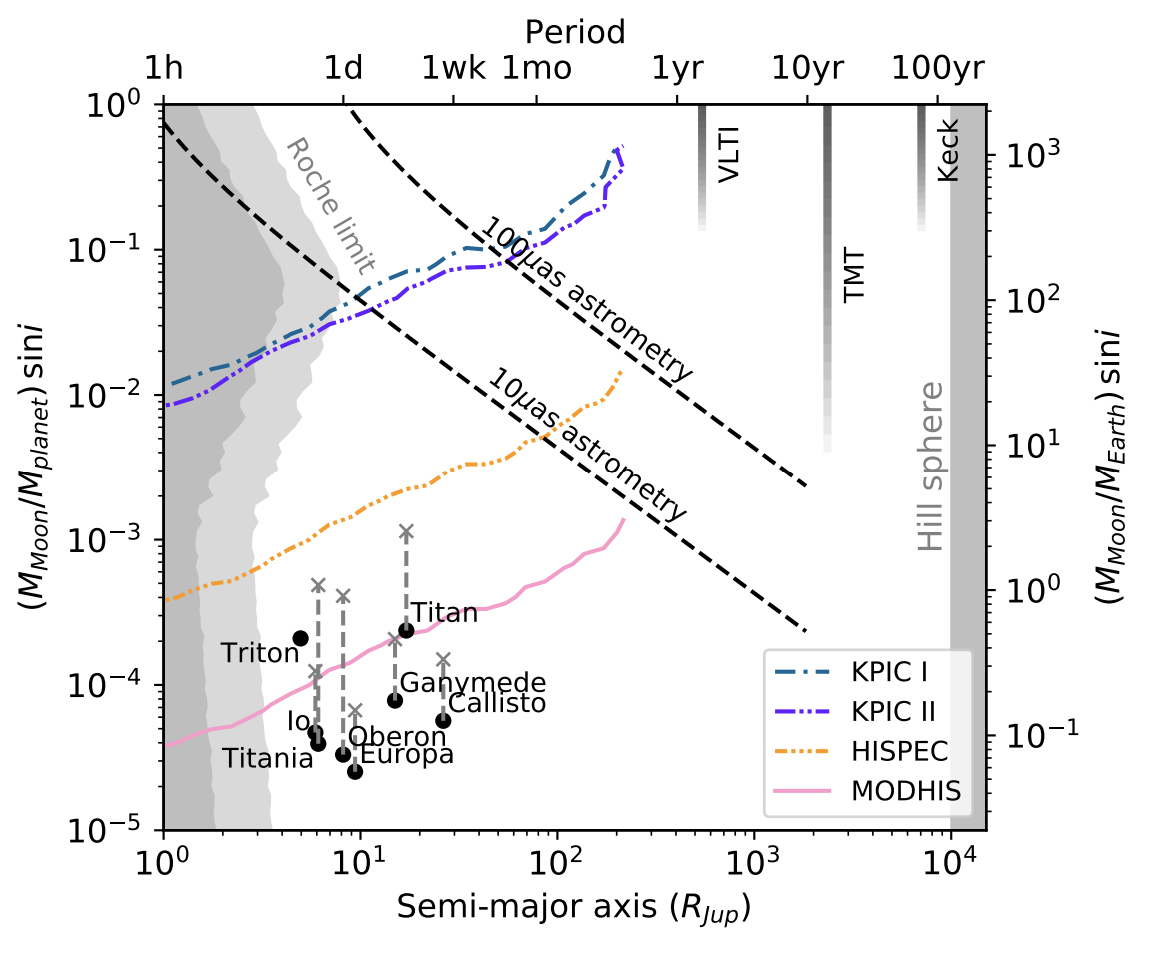 Period
1h 1d 1wk 1mo 1yr 10yr 100yr
10⁰
10⁻¹
10⁻²
10⁻³
10⁻⁴
10⁻⁵
(M_Moon/M_planet) sini
Roche limit
100μas astrometry
10μas astrometry
VLTI
TMT
Keck
Hill sphere
10³
10²
10¹
10⁰
10⁻¹
(M_Moon/M_Earth) sini
Titan
Triton
Ganymede
Callisto
Io
Oberon
Titania
Europa
KPIC I
KPIC II
HISPEC
MODHIS
10⁰ 10¹ 10² 10³ 10⁴
Semi-major axis (R_Jup)